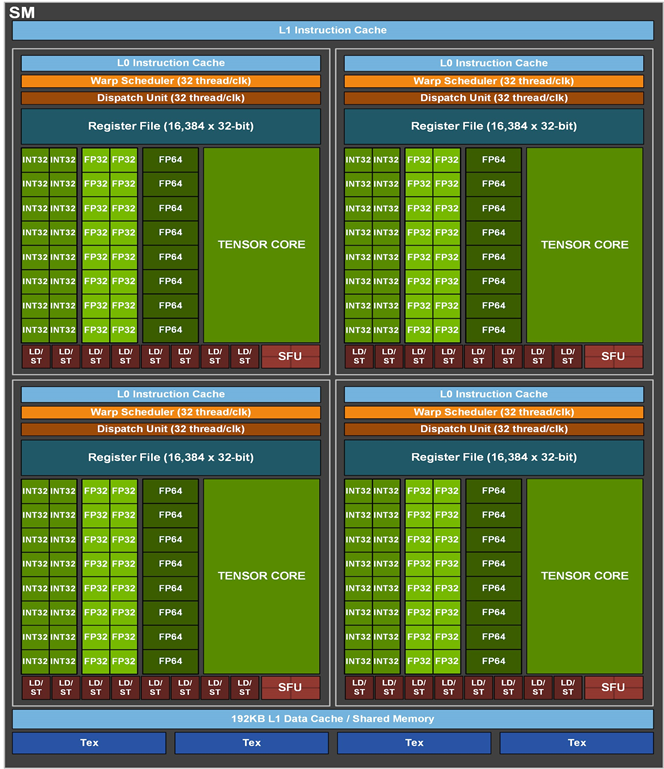 SM
L1 Instruction Cache
L0 Instruction Cache
Warp Scheduler (32 thread/clk)
Dispatch Unit (32 thread/clk)
Register File (16,384 x 32-bit)
INT32 INT32 FP32 FP32 FP64
INT32 INT32 FP32 FP32 FP64
INT32 INT32 FP32 FP32 FP64
INT32 INT32 FP32 FP32 FP64
INT32 INT32 FP32 FP32 FP64
INT32 INT32 FP32 FP32 FP64
INT32 INT32 FP32 FP32 FP64
INT32 INT32 FP32 FP32 FP64
TENSOR CORE
LD/ LD/ LD/ LD/ LD/ LD/ LD/ LD/
ST ST ST ST ST ST ST ST
SFU
L0 Instruction Cache
Warp Scheduler (32 thread/clk)
Dispatch Unit (32 thread/clk)
Register File (16,384 x 32-bit)
INT32 INT32 FP32 FP32 FP64
INT32 INT32 FP32 FP32 FP64
INT32 INT32 FP32 FP32 FP64
INT32 INT32 FP32 FP32 FP64
INT32 INT32 FP32 FP32 FP64
INT32 INT32 FP32 FP32 FP64
INT32 INT32 FP32 FP32 FP64
INT32 INT32 FP32 FP32 FP64
TENSOR CORE
LD/ LD/ LD/ LD/ LD/ LD/ LD/ LD/
ST ST ST ST ST ST ST ST
SFU
L0 Instruction Cache
Warp Scheduler (32 thread/clk)
Dispatch Unit (32 thread/clk)
Register File (16,384 x 32-bit)
INT32 INT32 FP32 FP32 FP64
INT32 INT32 FP32 FP32 FP64
INT32 INT32 FP32 FP32 FP64
INT32 INT32 FP32 FP32 FP64
INT32 INT32 FP32 FP32 FP64
INT32 INT32 FP32 FP32 FP64
INT32 INT32 FP32 FP32 FP64
INT32 INT32 FP32 FP32 FP64
TENSOR CORE
LD/ LD/ LD/ LD/ LD/ LD/ LD/ LD/
ST ST ST ST ST ST ST ST
SFU
L0 Instruction Cache
Warp Scheduler (32 thread/clk)
Dispatch Unit (32 thread/clk)
Register File (16,384 x 32-bit)
INT32 INT32 FP32 FP32 FP64
INT32 INT32 FP32 FP32 FP64
INT32 INT32 FP32 FP32 FP64
INT32 INT32 FP32 FP32 FP64
INT32 INT32 FP32 FP32 FP64
INT32 INT32 FP32 FP32 FP64
INT32 INT32 FP32 FP32 FP64
INT32 INT32 FP32 FP32 FP64
TENSOR CORE
LD/ LD/ LD/ LD/ LD/ LD/ LD/ LD/
ST ST ST ST ST ST ST ST
SFU
192KB L1 Data Cache / Shared Memory
Tex Tex Tex Tex